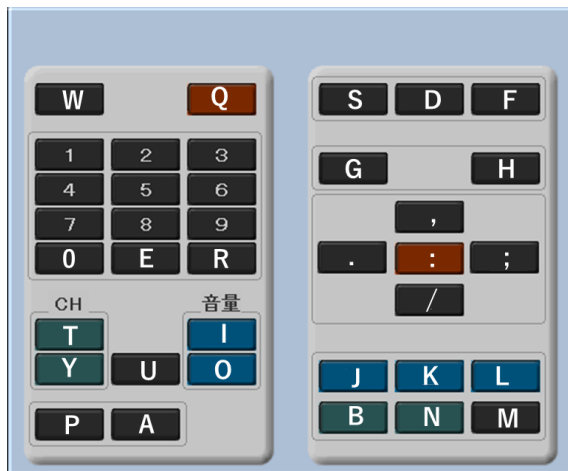 W Q
1 2 3
4 5 6
7 8 9
0 E R
CH 音量
T I
Y U O
P A
S D F
G H
,
. : ;
/
J K L
B N M